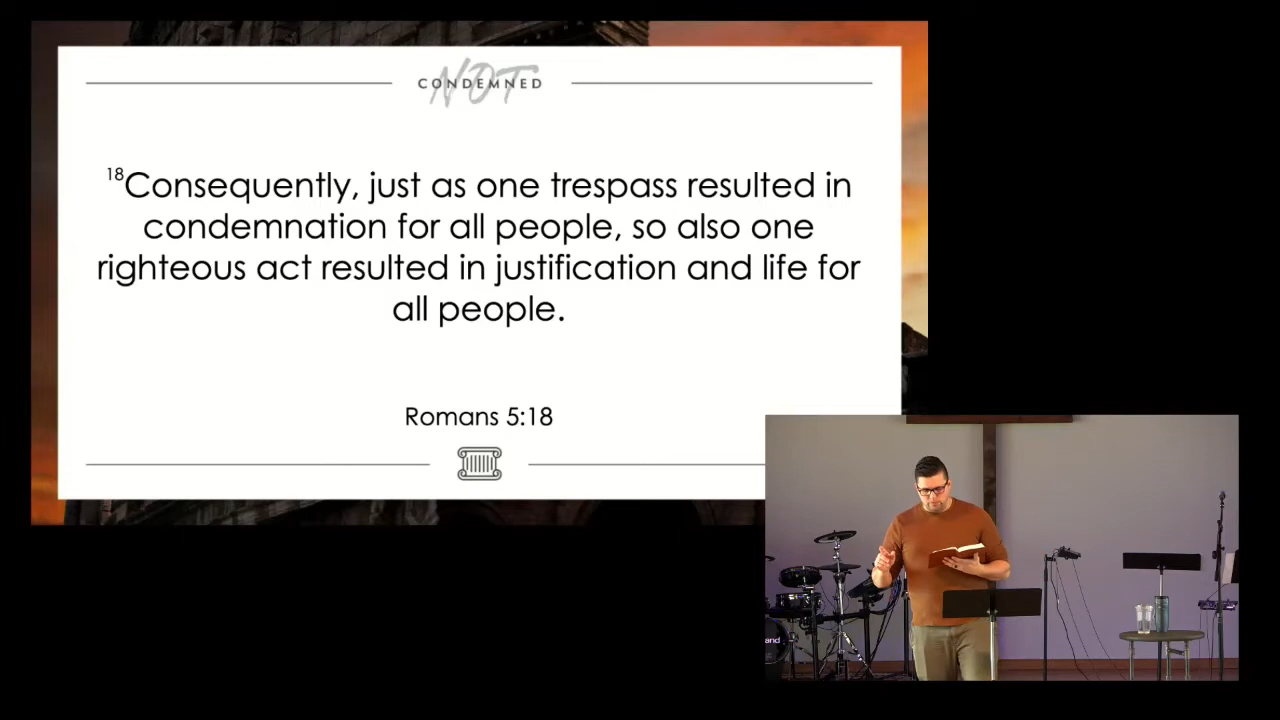 NOT
CONDEMNED
18Consequently, just as one trespass resulted in
condemnation for all people, so also one
righteous act resulted in justification and life for
all people.
Romans 5:18
and